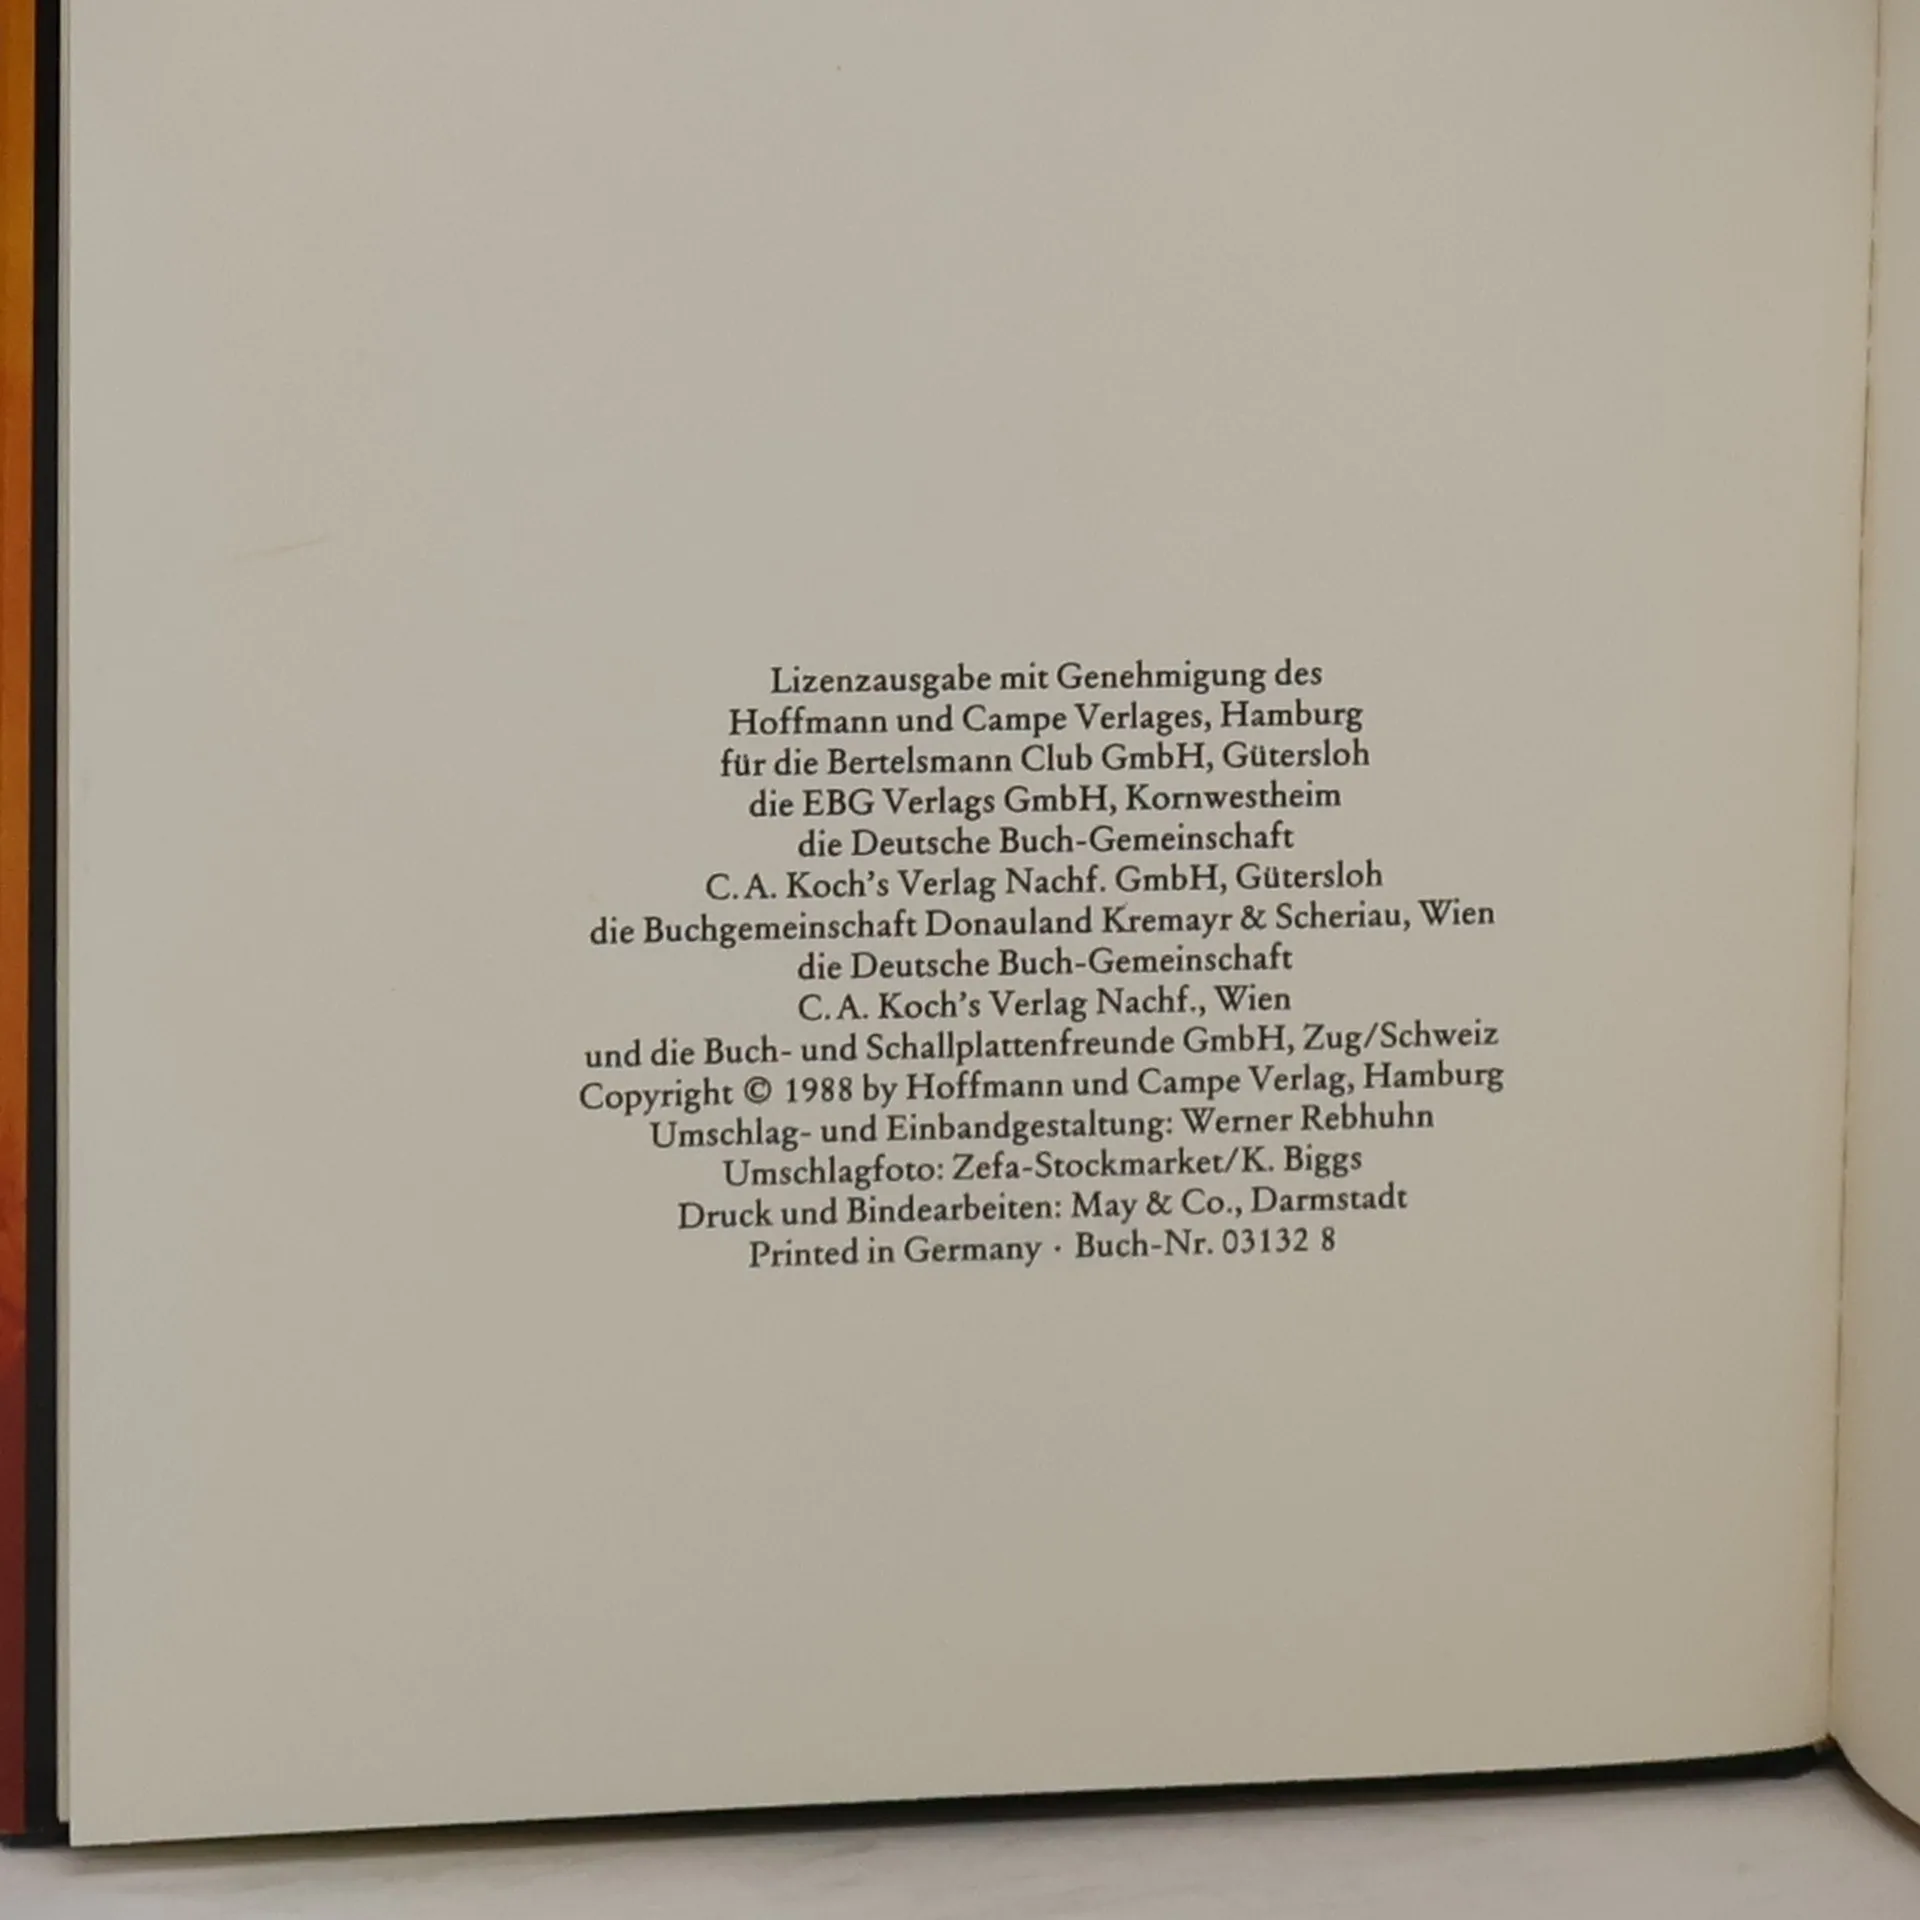 Lizenzausgabe mit Genehmigung des
Hoffmann und Campe Verlages, Hamburg
für die Bertelsmann Club GmbH, Gütersloh
die EBG Verlags GmbH, Kornwestheim
die Deutsche Buch-Gemeinschaft
C. A. Koch's Verlag Nachf. GmbH, Gütersloh
die Buchgemeinschaft Donauland Kremayr & Scheriau, Wien
die Deutsche Buch-Gemeinschaft
C. A. Koch's Verlag Nachf., Wien
und die Buch- und Schallplattenfreunde GmbH, Zug/Schweiz
Copyright © 1988 by Hoffmann und Campe Verlag, Hamburg
Umschlag- und Einbandgestaltung: Werner Rebhuhn
Umschlagfoto: Zefa-Stockmarket/K. Biggs
Druck und Bindearbeiten: May & Co., Darmstadt
Printed in Germany · Buch-Nr. 03132 8